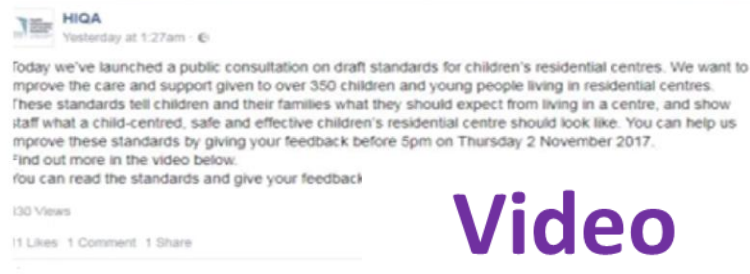 HIQA
Yesterday at 1:27am
Today we've launched a public consultation on draft standards for children's residential centres. We want to
mprove the care and support given to over 350 children and young people living in residential centres.
These standards tell children and their families what they should expect from living in a centre, and show
staff what a child-centred, safe and effective children's residential centre should look like. You can help us
mprove these standards by giving your feedback before 5pm on Thursday 2 November 2017.
Find out more in the video below.
You can read the standards and give your feedback
130 Views
11 Likes 1 Comment 1 Share
Video